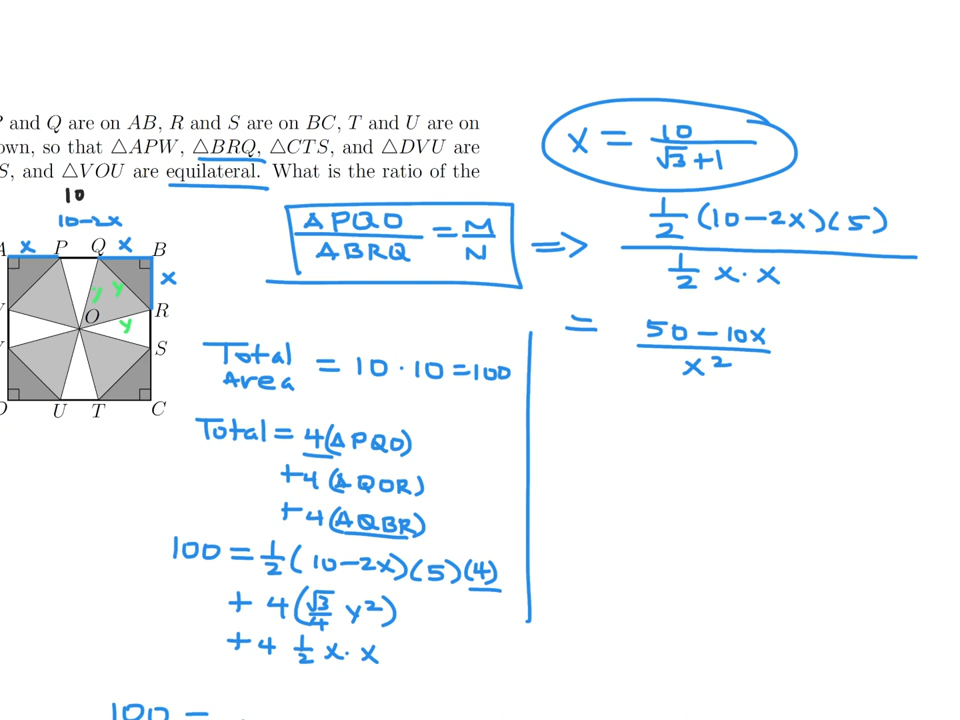 P and Q are on AB, R and S are on BC, T and U are on
own, so that △APW, △BRQ, △CTS, and △DVU are
S, and △VOU are equilateral. What is the ratio of the
10
10-2x
A x P Q x B
x
y y
O
y
R
S
U T C
△PQO / △BRQ = M/N
=>
x = 10/(√3+1)
½(10-2x)(5) / ½ x·x
= (50-10x)/x²
Total Area = 10·10=100
Total = 4(△PQO)
+4(△QOR)
+4(△QBR)
100 = ½(10-2x)(5)(4)
+ 4(√3/4 y²)
+4 ½ x·x
100 =